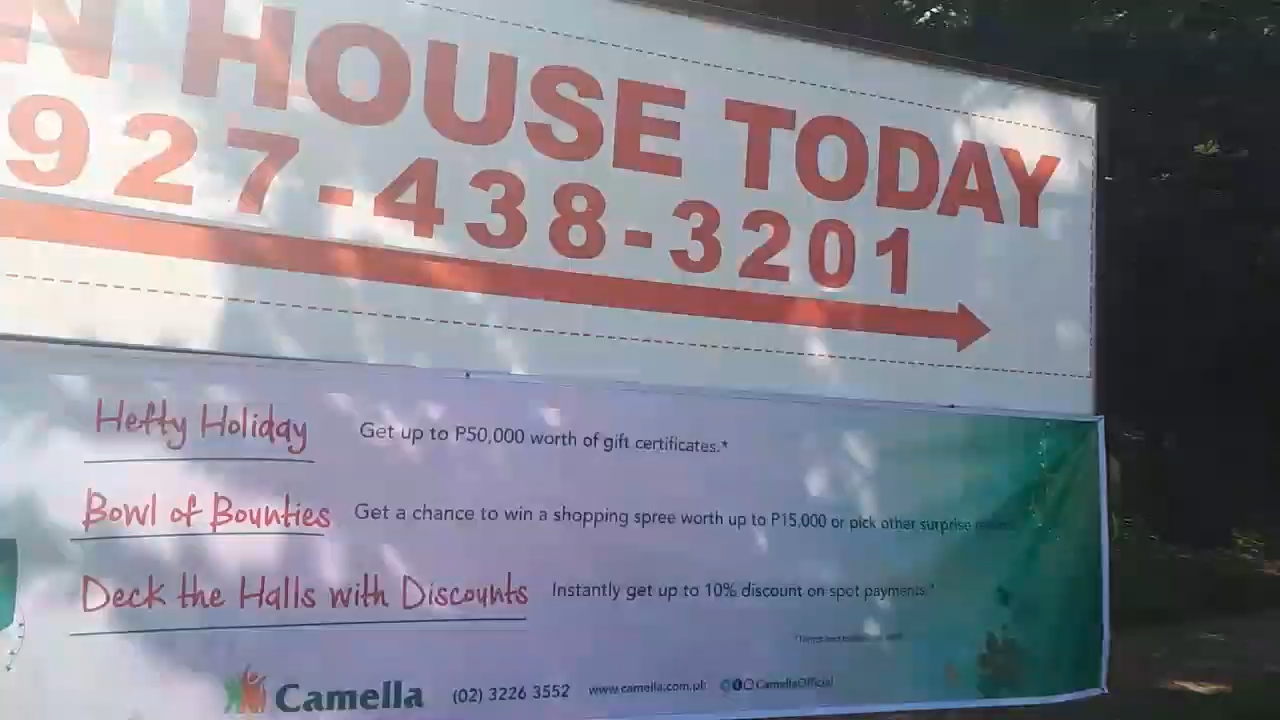 N HOUSE TODAY
927-438-3201
Hefty Holiday Get up to P50,000 worth of gift certificates.*
Bowl of Bounties Get a chance to win a shopping spree worth up to P15,000 or pick other surprise
Deck the Halls with Discounts Instantly get up to 10% discount on spot payments.*
Camella (02) 3226 3552 www.camella.com.ph CamellaOfficial